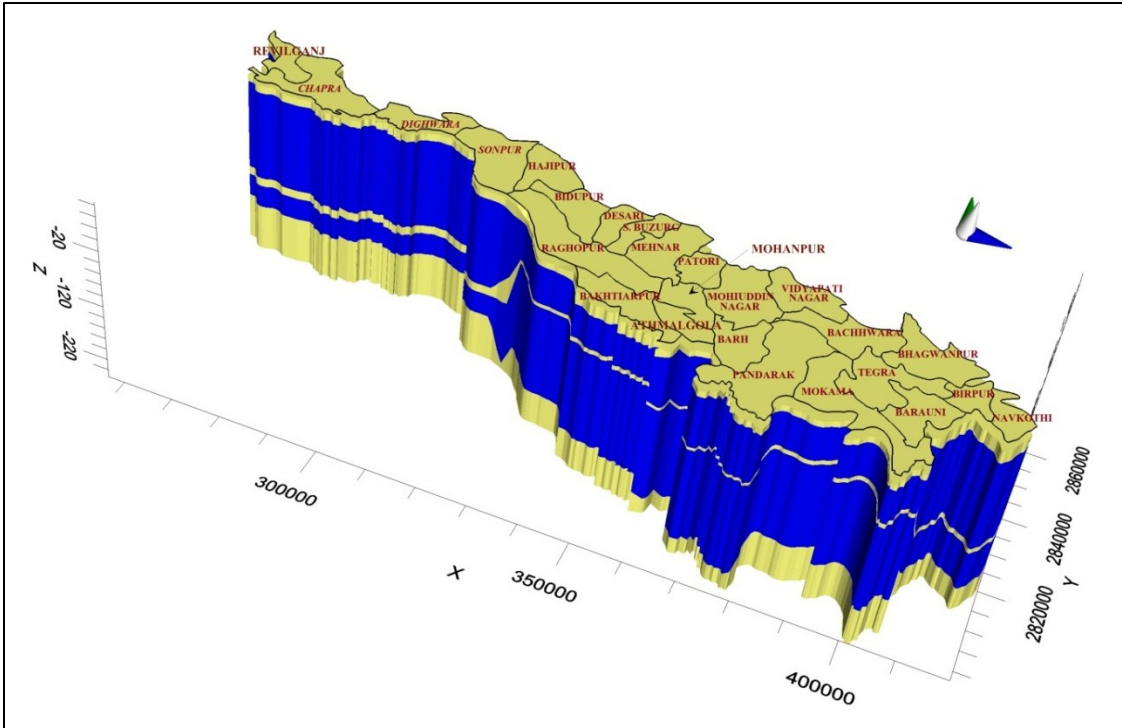 REVILGANJ
CHAPRA
DIGHWARA
SONPUR
HAJIPUR
BIDUPUR
DESARI
S. BUZURG
RAGHOPUR
MEHNAR
MOHANPUR
PATORI
BAKHTIARPUR
MOHIUDDIN
NAGAR
VIDYAPATI
NAGAR
ATHMALGOLA
BARH
BACHHWARA
BHAGWANPUR
PANDARAK
TEGRA
MOKAMA
BIRPUR
BARAUNI
NAVKOTHI
-20
-120
-220
Z
300000
350000
400000
X
2860000
2840000
2820000
Y